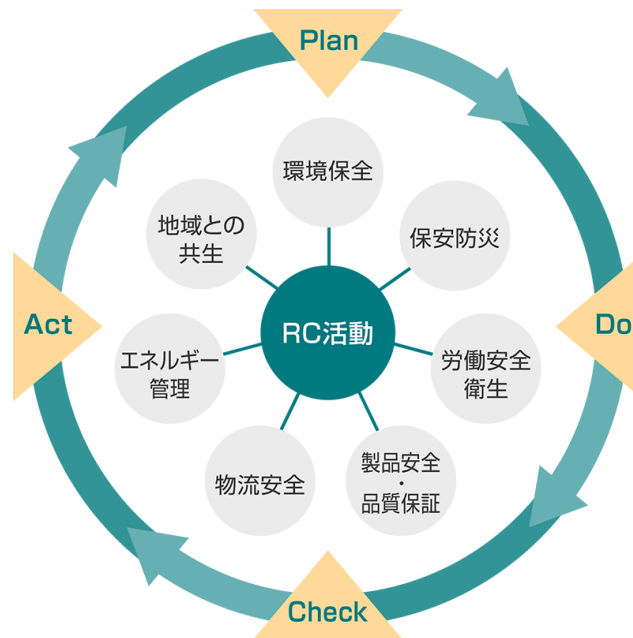 Plan
環境保全
地域との
共生
保安防災
Act
RC活動
Do
エネルギー
管理
労働安全
衛生
物流安全
製品安全
・
品質保証
Check